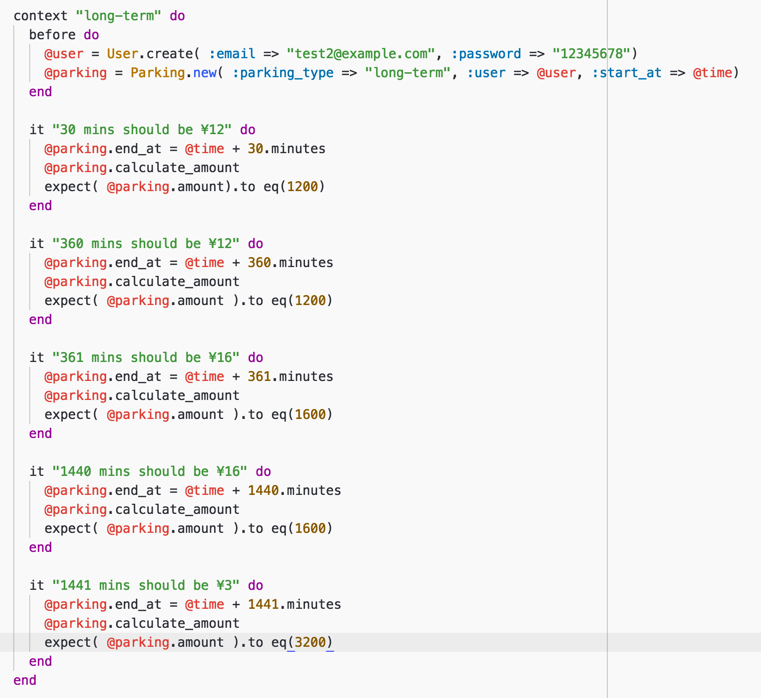 context "long-term" do
before do
@user = User.create( :email => "test2@example.com", :password => "12345678")
@parking = Parking.new( :parking_type => "long-term", :user => @user, :start_at => @time)
end
it "30 mins should be ¥12" do
@parking.end_at = @time + 30.minutes
@parking.calculate_amount
expect( @parking.amount).to eq(1200)
end
it "360 mins should be ¥12" do
@parking.end_at = @time + 360.minutes
@parking.calculate_amount
expect( @parking.amount ).to eq(1200)
end
it "361 mins should be ¥16" do
@parking.end_at = @time + 361.minutes
@parking.calculate_amount
expect( @parking.amount ).to eq(1600)
end
it "1440 mins should be ¥16" do
@parking.end_at = @time + 1440.minutes
@parking.calculate_amount
expect( @parking.amount ).to eq(1600)
end
it "1441 mins should be ¥3" do
@parking.end_at = @time + 1441.minutes
@parking.calculate_amount
expect( @parking.amount ).to eq(3200)
end
end